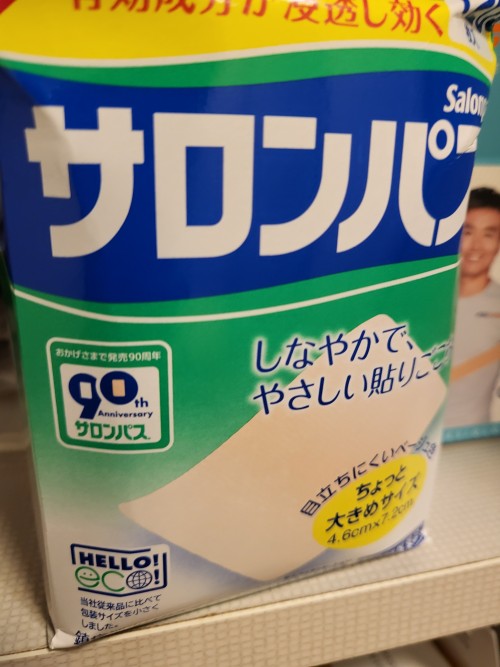 有効成分が浸透し効く
Salonp
サロンパス
しなやかで、
やさしい貼りごこ
おかげさまで発売90周年
90th
Anniversary
サロンパス
目立ちにくいベージュ色
ちょっと
大きめサイズ
4.6cm×7.2cm
HELLO!
eco!
当社従来品に比べて
包装サイズを小さく
しました
鎮